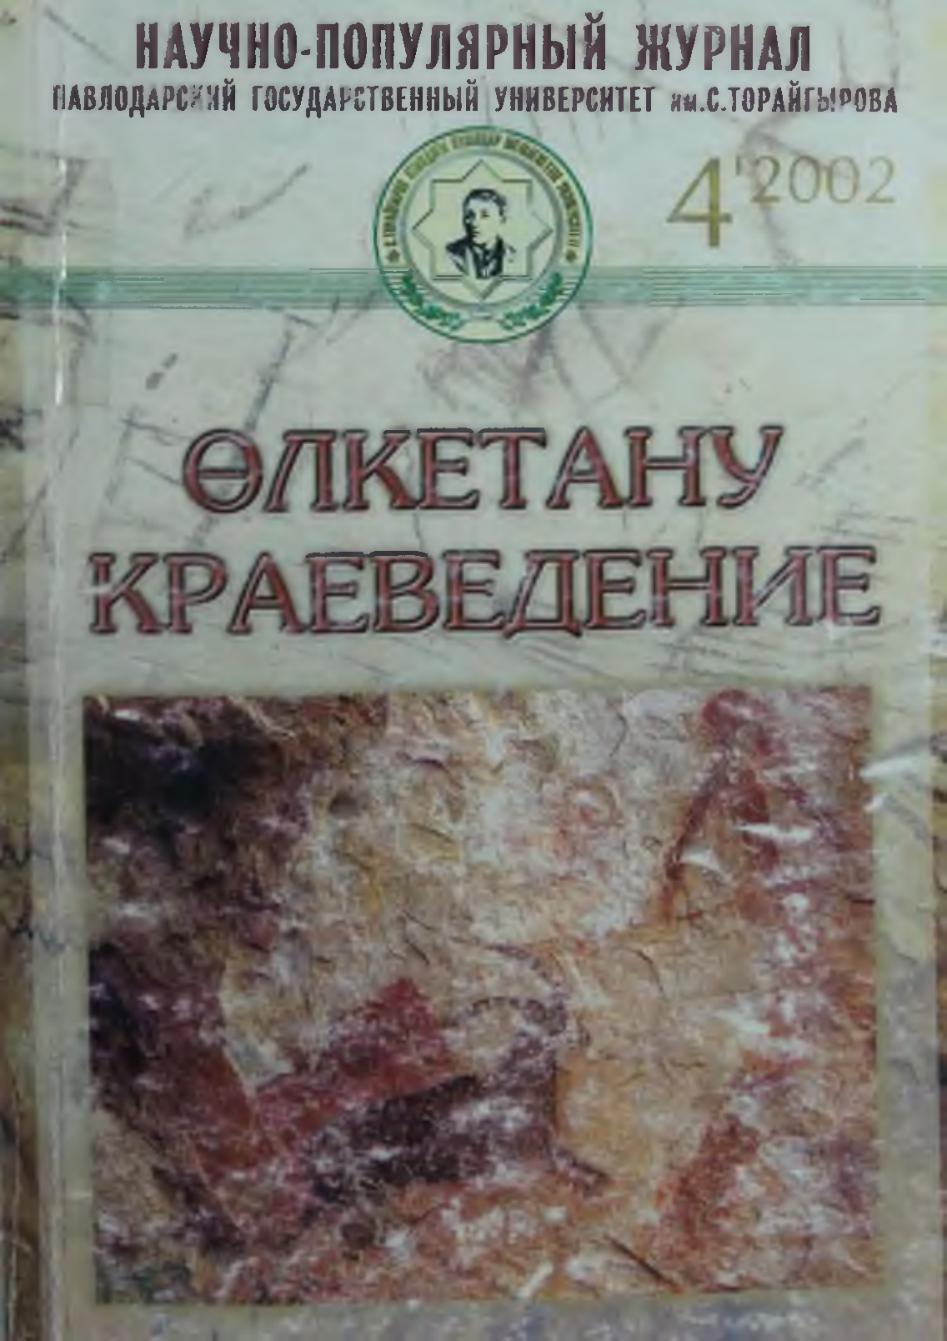 НАУЧНО-ПОПУЛЯРНЫЙ ЖУРНАЛ
ПАВЛОДАРСКИЙ ГОСУДАРСТВЕННЫЙ УНИВЕРСИТЕТ им.С.ТОРАЙГЫРОВА
4'2002
ӨЛКЕТАНУ
КРАЕВЕДЕНИЕ